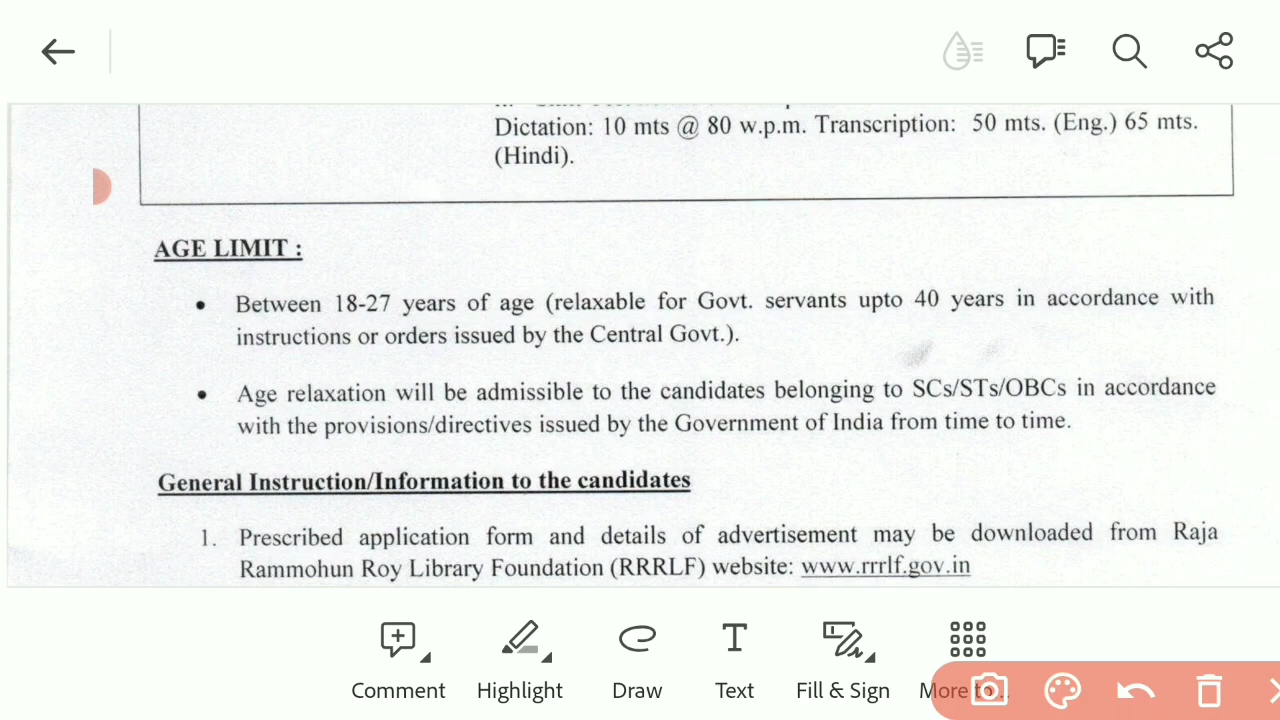 Dictation: 10 mts @ 80 w.p.m. Transcription: 50 mts. (Eng.) 65 mts.
(Hindi).
AGE LIMIT :
• Between 18-27 years of age (relaxable for Govt. servants upto 40 years in accordance with
instructions or orders issued by the Central Govt.).
• Age relaxation will be admissible to the candidates belonging to SCs/STs/OBCs in accordance
with the provisions/directives issued by the Government of India from time to time.
General Instruction/Information to the candidates
1. Prescribed application form and details of advertisement may be downloaded from Raja
Rammohun Roy Library Foundation (RRRLF) website: www.rrrlf.gov.in
Comment Highlight Draw Text Fill & Sign More